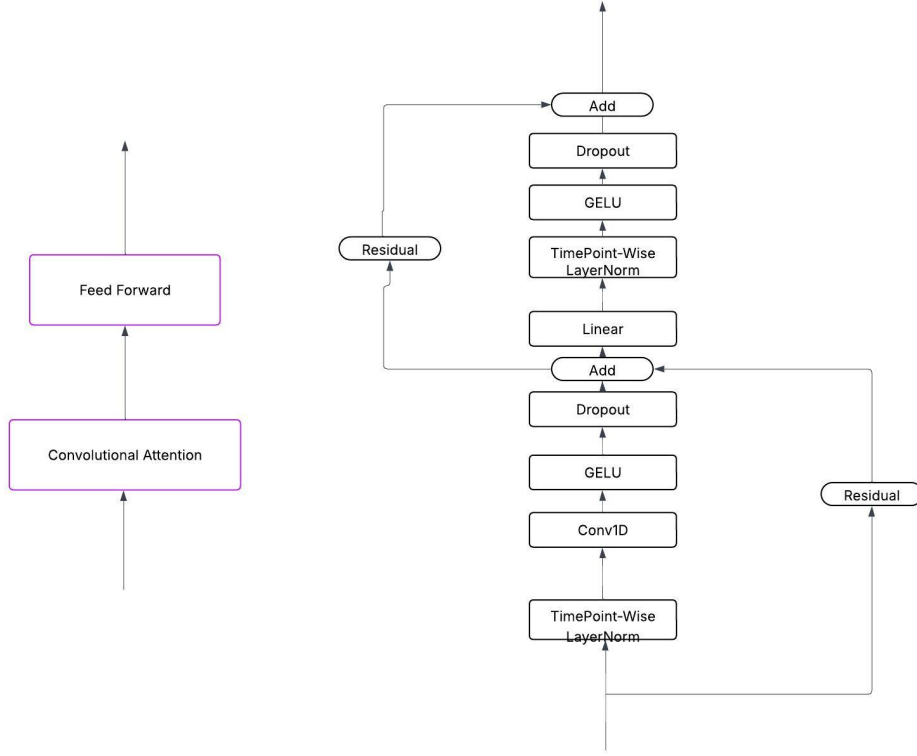 Feed Forward
Convolutional Attention
Add
Dropout
GELU
Residual
TimePoint-Wise
LayerNorm
Linear
Add
Dropout
GELU
Residual
Conv1D
TimePoint-Wise
LayerNorm